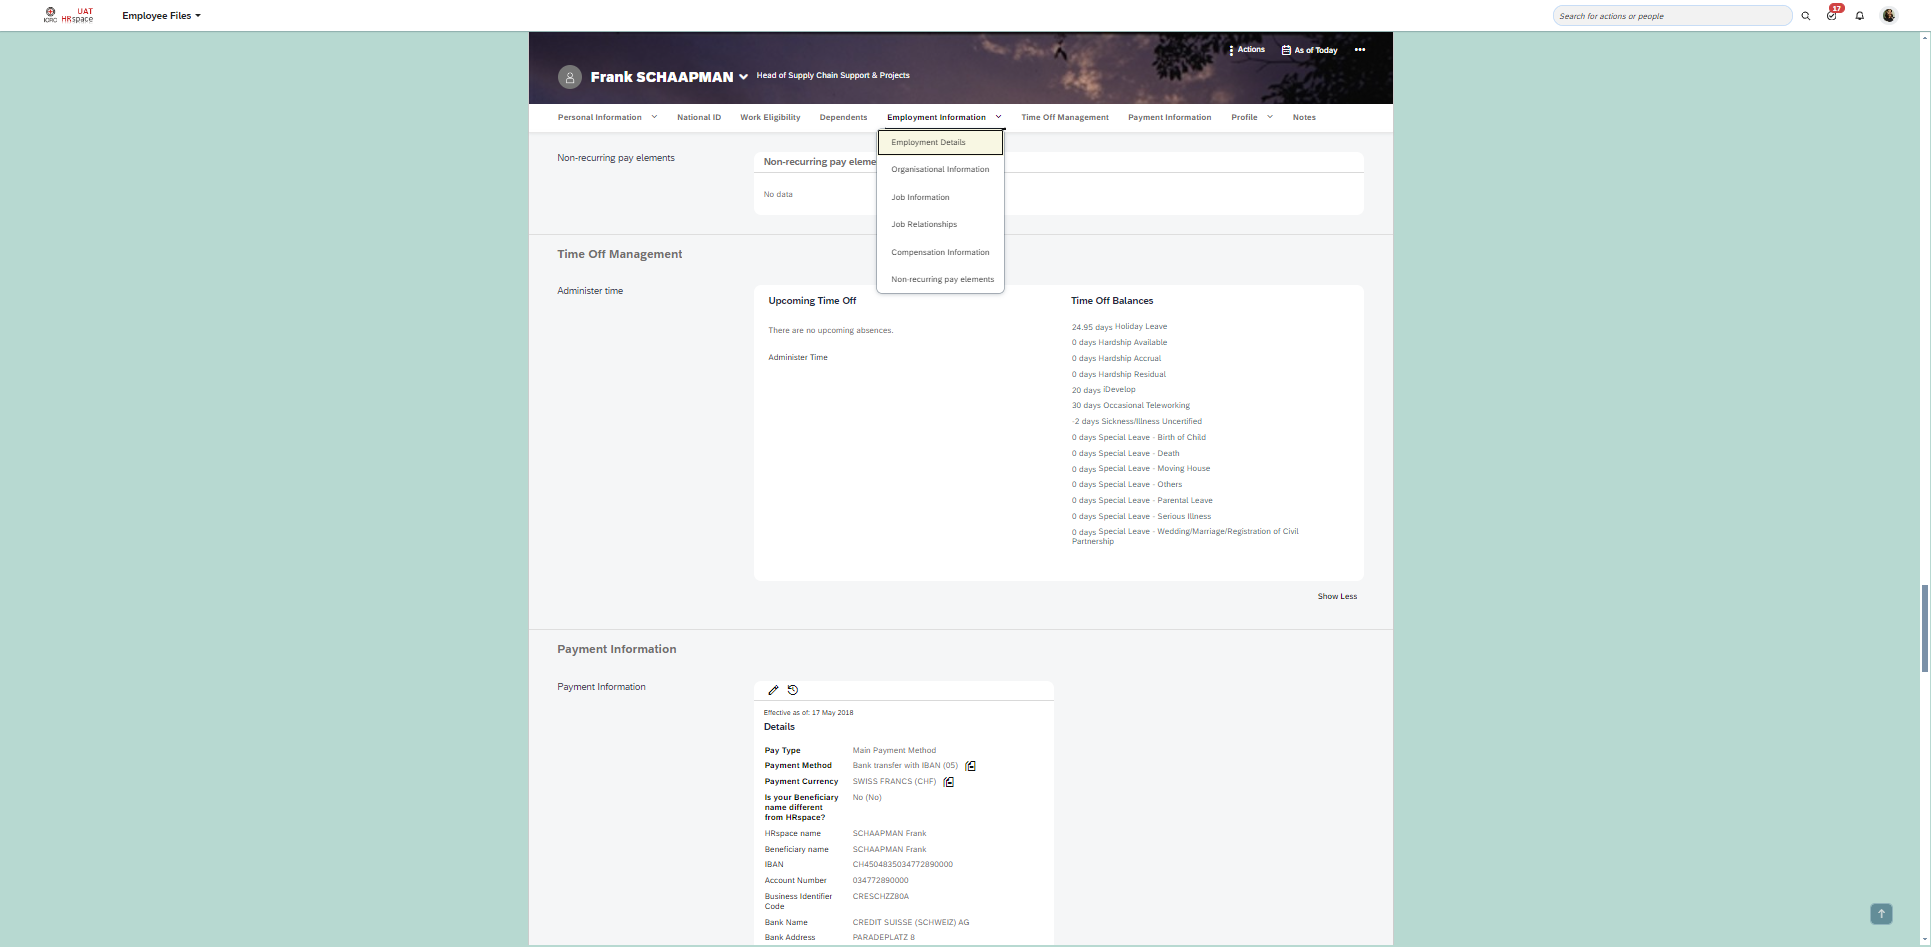 ICRC UAT HRspace
Employee Files
Search for actions or people
17
Actions
As of Today
Frank SCHAAPMAN
Head of Supply Chain Support & Projects
Personal Information
National ID
Work Eligibility
Dependents
Employment Information
Time Off Management
Payment Information
Profile
Notes
Employment Details
Organisational Information
Job Information
Job Relationships
Compensation Information
Non-recurring pay elements
Non-recurring pay elements
Non-recurring pay eleme
No data
Time Off Management
Administer time
Upcoming Time Off
There are no upcoming absences.
Administer Time
Time Off Balances
24.95 days Holiday Leave
0 days Hardship Available
0 days Hardship Accrual
0 days Hardship Residual
20 days iDevelop
30 days Occasional Teleworking
-2 days Sickness/Illness Uncertified
0 days Special Leave - Birth of Child
0 days Special Leave - Death
0 days Special Leave - Moving House
0 days Special Leave - Others
0 days Special Leave - Parental Leave
0 days Special Leave - Serious Illness
0 days Special Leave - Wedding/Marriage/Registration of Civil
Partnership
Show Less
Payment Information
Payment Information
Effective as of: 17 May 2018
Details
Pay Type Main Payment Method
Payment Method Bank transfer with IBAN (05)
Payment Currency SWISS FRANCS (CHF)
Is your Beneficiary No (No)
name different
from HRspace?
HRspace name SCHAAPMAN Frank
Beneficiary name SCHAAPMAN Frank
IBAN CH4504835034772890000
Account Number 034772890000
Business Identifier CRESCHZZ80A
Code
Bank Name CREDIT SUISSE (SCHWEIZ) AG
Bank Address PARADEPLATZ 8